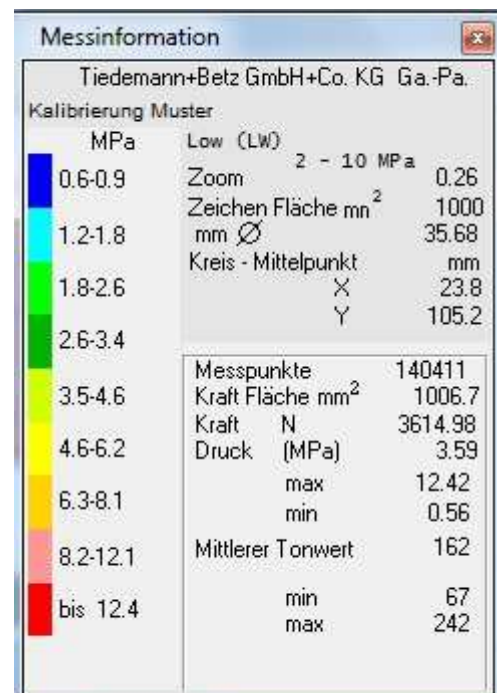 Messinformation
Tiedemann+Betz GmbH+Co. KG Ga.-Pa.
Kalibrierung Muster
MPa
0.6-0.9
1.2-1.8
1.8-2.6
2.6-3.4
3.5-4.6
4.6-6.2
6.3-8.1
8.2-12.1
bis 12.4
Low (LW)
2 - 10 MPa
Zoom 0.26
Zeichen Fläche mn² 1000
mm Ø 35.68
Kreis - Mittelpunkt mm
X 23.8
Y 105.2
Messpunkte 140411
Kraft Fläche mm² 1006.7
Kraft N 3614.98
Druck (MPa) 3.59
max 12.42
min 0.56
Mittlerer Tonwert 162
min 67
max 242